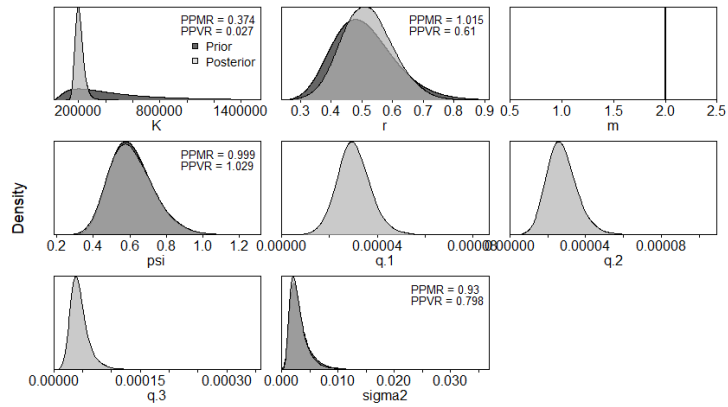 PPMR = 0.374
PPVR = 0.027
Prior
Posterior
200000 800000 1400000
K
PPMR = 1.015
PPVR = 0.61
0.3 0.4 0.5 0.6 0.7 0.8 0.9
r
0.5 1.0 1.5 2.0 2.5
m
Density
PPMR = 0.999
PPVR = 1.029
0.2 0.4 0.6 0.8 1.0 1.2
psi
0.00000 0.00004 0.00008
q.1
0.00000 0.00004 0.00008
q.2
0.00000 0.00015 0.00030
q.3
PPMR = 0.93
PPVR = 0.798
0.000 0.010 0.020 0.030
sigma2